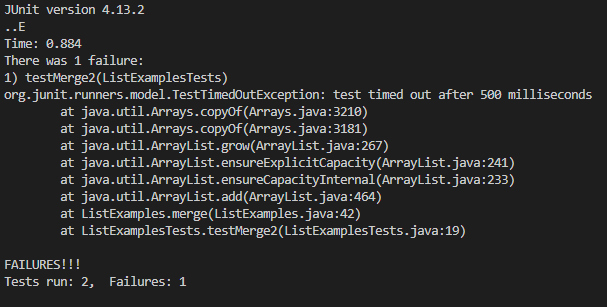 JUnit version 4.13.2
..E
Time: 0.884
There was 1 failure:
1) testMerge2(ListExamplesTests)
org.junit.runners.model.TestTimedOutException: test timed out after 500 milliseconds
        at java.util.Arrays.copyOf(Arrays.java:3210)
        at java.util.Arrays.copyOf(Arrays.java:3181)
        at java.util.ArrayList.grow(ArrayList.java:267)
        at java.util.ArrayList.ensureExplicitCapacity(ArrayList.java:241)
        at java.util.ArrayList.ensureCapacityInternal(ArrayList.java:233)
        at java.util.ArrayList.add(ArrayList.java:464)
        at ListExamples.merge(ListExamples.java:42)
        at ListExamplesTests.testMerge2(ListExamplesTests.java:19)

FAILURES!!!
Tests run: 2,  Failures: 1